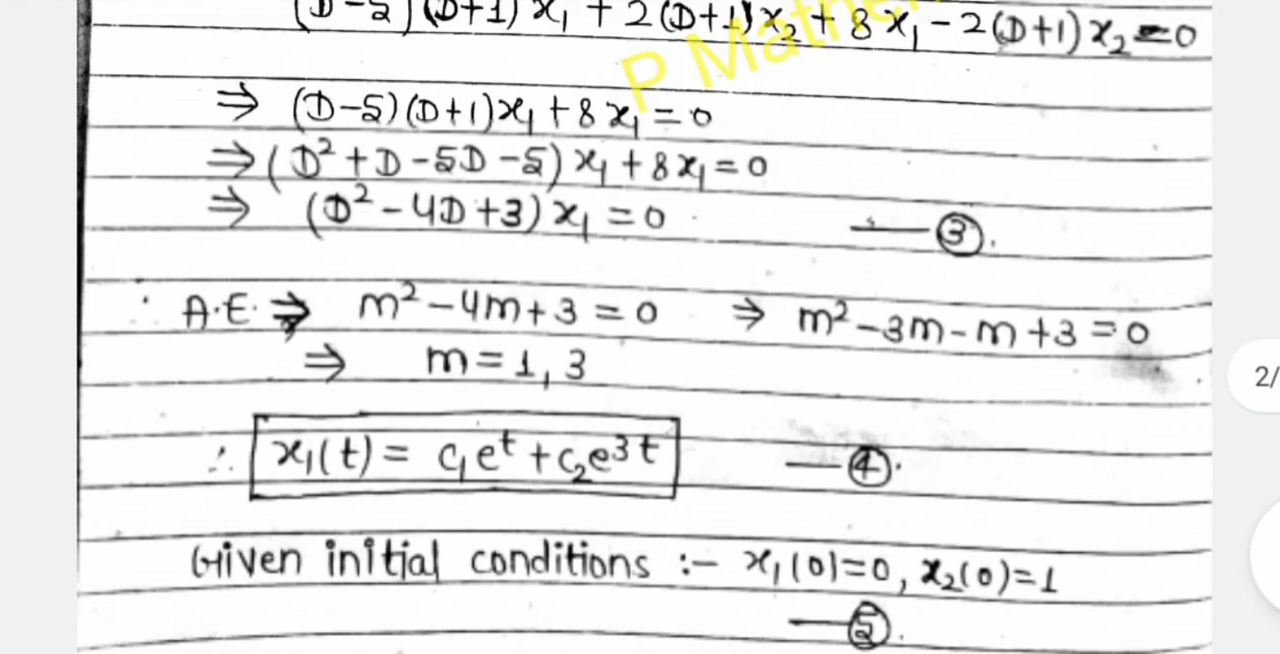 (D-5)(D+1)x₁ + 2(D+1)x₂ + 8x₁ - 2(D+1)x₂ = 0
⇒ (D-5)(D+1)x₁ + 8x₁ = 0
⇒ (D² + D - 5D - 5)x₁ + 8x₁ = 0
⇒ (D² - 4D + 3)x₁ = 0 — ③.
A.E. ⇒ m² - 4m + 3 = 0 ⇒ m² - 3m - m + 3 = 0
⇒ m = 1, 3
∴ x₁(t) = c₁eᵗ + c₂e³ᵗ — ④.
Given initial conditions :- x₁(0)=0, x₂(0)=1
— ⑤.
2/